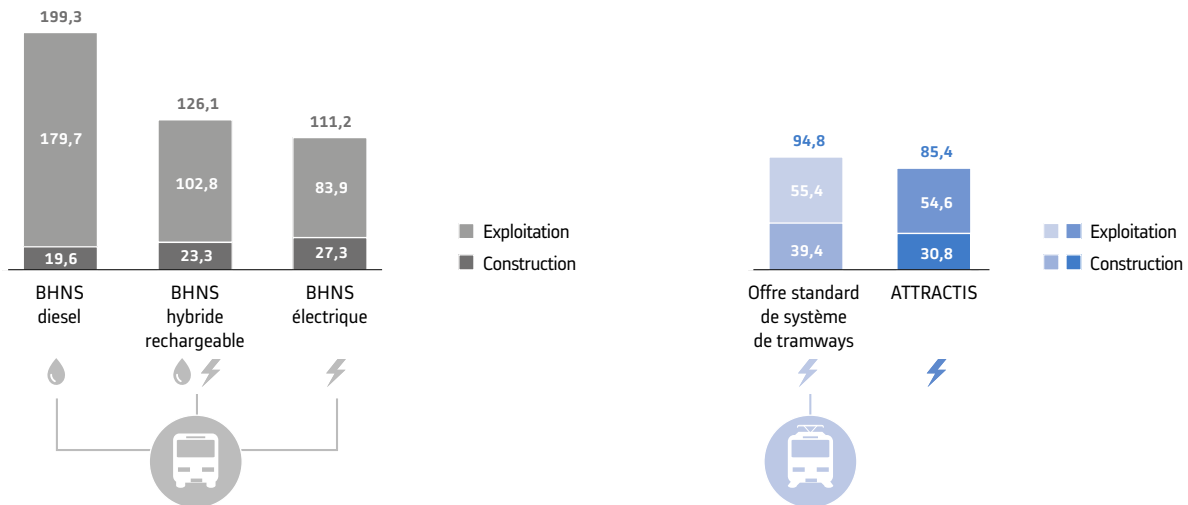 199,3
179,7
19,6
BHNS
diesel
126,1
102,8
23,3
BHNS
hybride
rechargeable
111,2
83,9
27,3
BHNS
électrique
Exploitation
Construction
94,8
55,4
39,4
Offre standard
de système
de tramways
85,4
54,6
30,8
ATTRACTIS
Exploitation
Construction